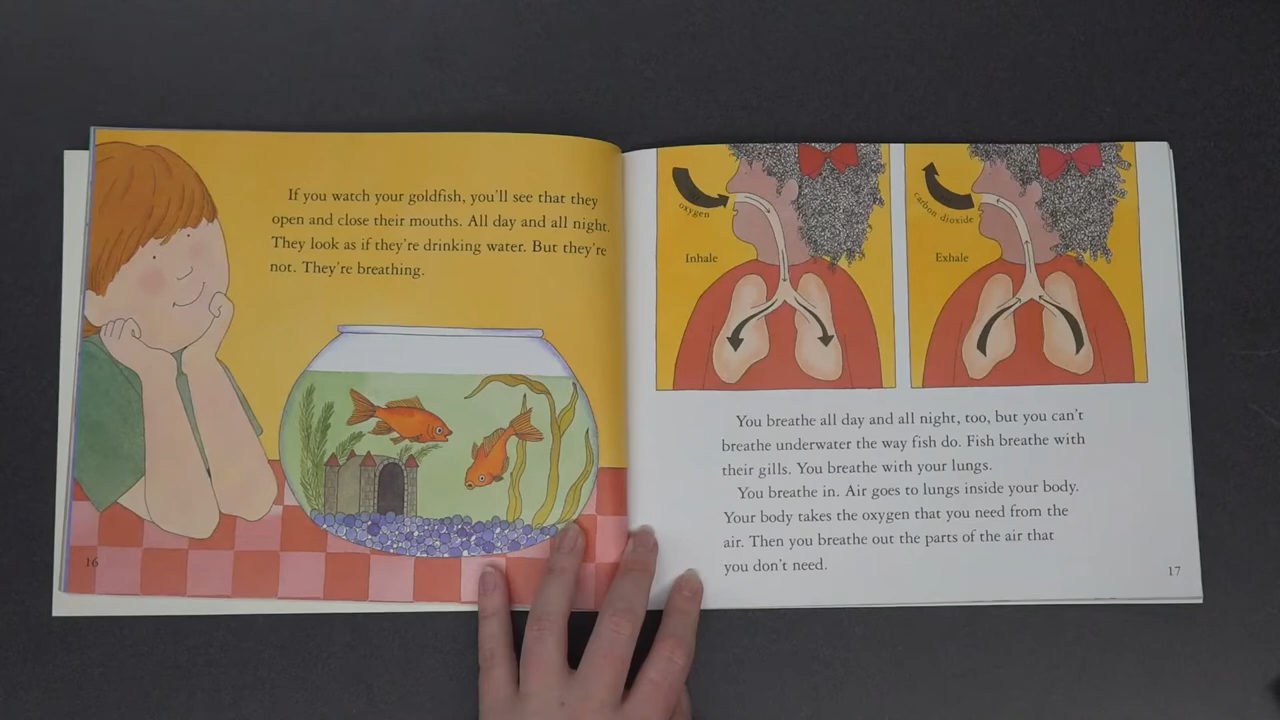 If you watch your goldfish, you'll see that they
open and close their mouths. All day and all night.
They look as if they're drinking water. But they're
not. They're breathing.
16
oxygen
Inhale
carbon dioxide
Exhale
You breathe all day and all night, too, but you can't
breathe underwater the way fish do. Fish breathe with
their gills. You breathe with your lungs.
You breathe in. Air goes to lungs inside your body.
Your body takes the oxygen that you need from the
air. Then you breathe out the parts of the air that
you don't need.
17